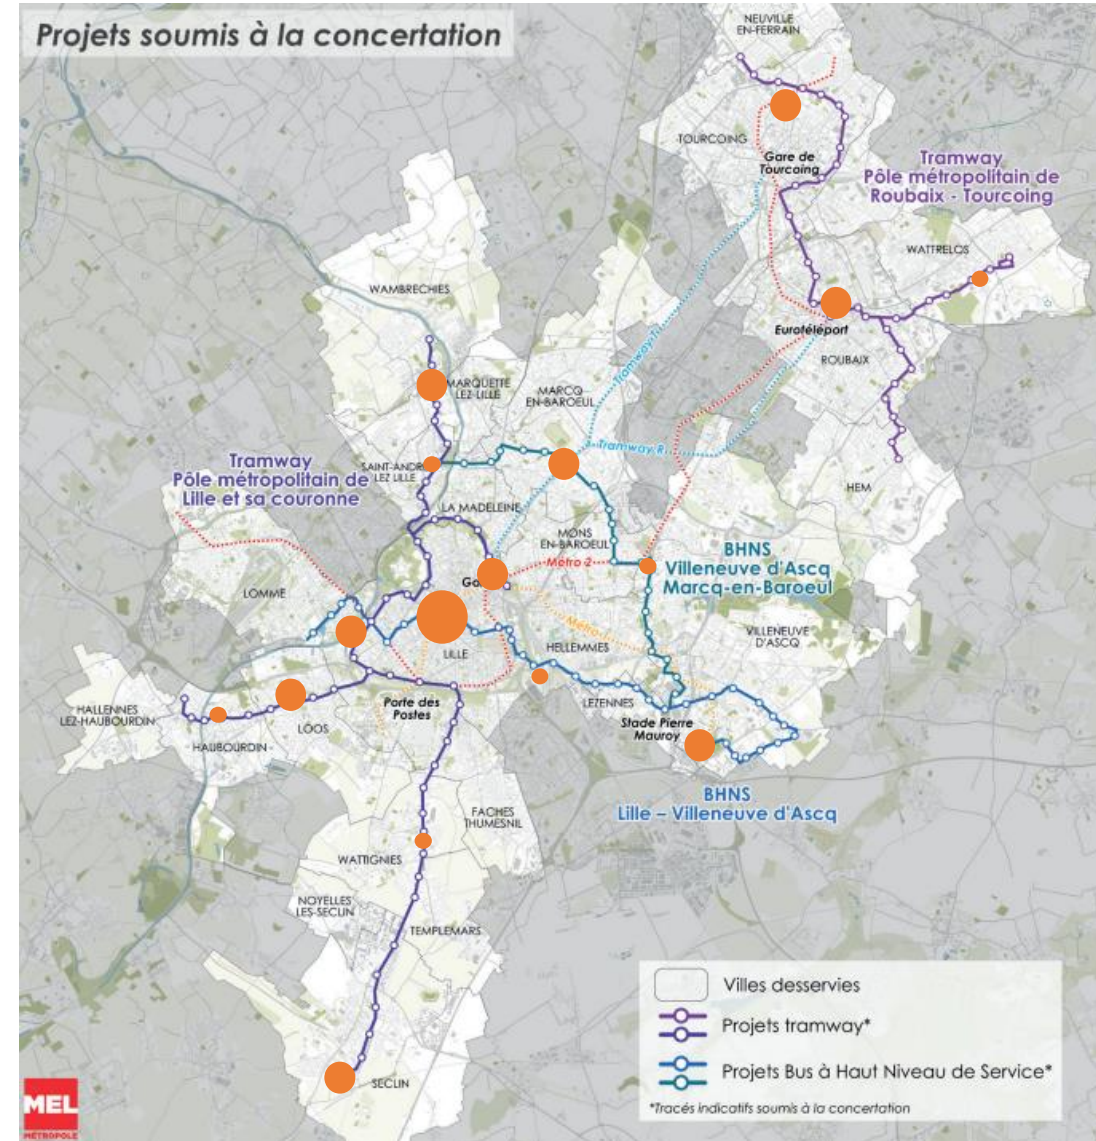 Projets soumis à la concertation
NEUVILLE
EN-FERRAIN
TOURCOING
Gare de
Tourcoing
Tramway
Pôle métropolitain de
Roubaix - Tourcoing
WATTRELOS
WAMBRECHIES
Eurotéléport
ROUBAIX
Tramway T
MARQUETTE
LEZ-LILLE
MARCQ
EN-BAROEUL
Tramway R
Tramway
Pôle métropolitain de
Lille et sa couronne
SAINT-ANDR
LEZ LILLE
HEM
LA MADELEINE
MONS
EN-BAROEUL
Métro 2
BHNS
Villeneuve d'Ascq
Marcq-en-Baroeul
Ga
LOMME
Métro
VILLENEUVE
D'ASCQ
LILLE
HELLEMMES
HALLENNES
LEZ-HAUBOURDIN
Porte des
Postes
LEZENNES
Stade Pierre
Mauroy
LOOS
HAUBOURDIN
BHNS
Lille – Villeneuve d'Ascq
FACHES
THUMESNIL
WATTIGNIES
NOYELLES
LES-SECLIN
TEMPLEMARS
SECLIN
Villes desservies
Projets tramway*
Projets Bus à Haut Niveau de Service*
*Tracés indicatifs soumis à la concertation
MEL
MÉTROPOLE